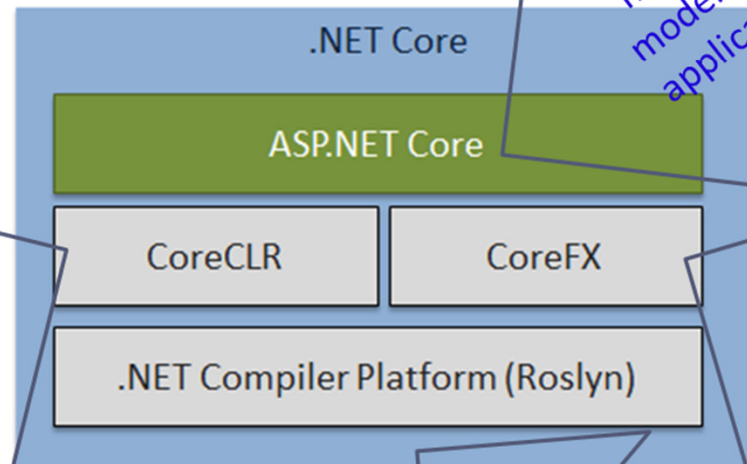 .NET Core
ASP.NET Core
CoreCLR
CoreFX
.NET Compiler Platform (Roslyn)